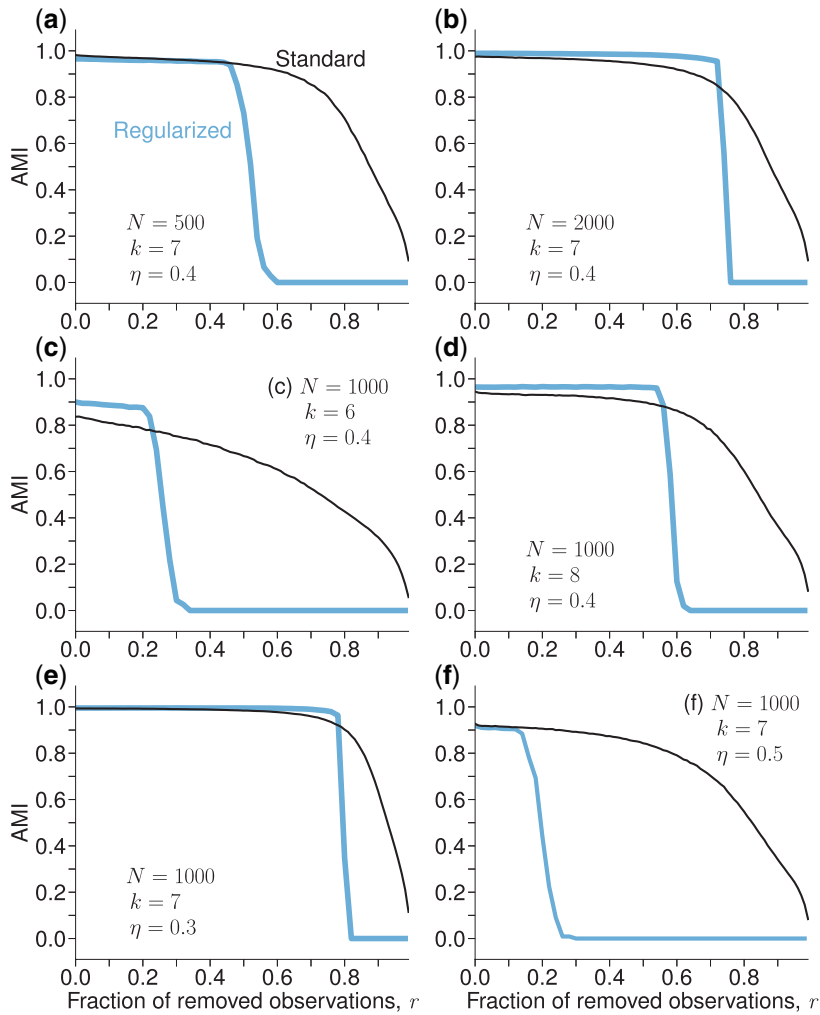 (a)
AMI
1.0
0.8
0.6
0.4
0.2
0.0
Standard
Regularized
N = 500
k = 7
η = 0.4
0.0 0.2 0.4 0.6 0.8
(b)
1.0
0.8
0.6
0.4
0.2
0.0
N = 2000
k = 7
η = 0.4
0.0 0.2 0.4 0.6 0.8
(c)
AMI
1.0
0.8
0.6
0.4
0.2
0.0
(c) N = 1000
k = 6
η = 0.4
0.0 0.2 0.4 0.6 0.8
(d)
1.0
0.8
0.6
0.4
0.2
0.0
N = 1000
k = 8
η = 0.4
0.0 0.2 0.4 0.6 0.8
(e)
AMI
1.0
0.8
0.6
0.4
0.2
0.0
N = 1000
k = 7
η = 0.3
0.0 0.2 0.4 0.6 0.8
Fraction of removed observations, r
(f)
1.0
0.8
0.6
0.4
0.2
0.0
(f) N = 1000
k = 7
η = 0.5
0.0 0.2 0.4 0.6 0.8
Fraction of removed observations, r